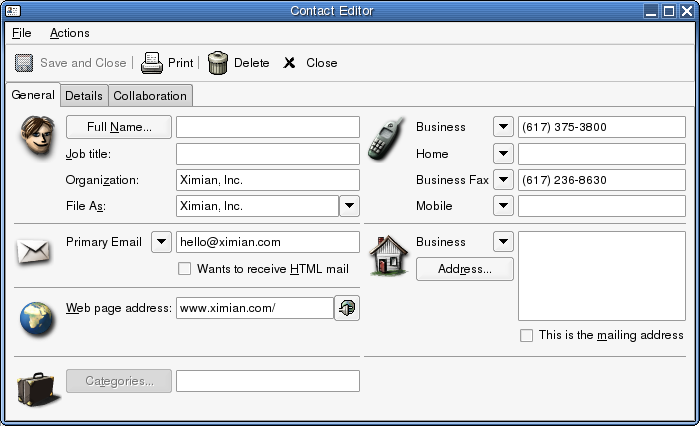 Contact Editor
File Actions
Save and Close Print Delete Close
General Details Collaboration
Full Name...
Job title:
Organization: Ximian, Inc.
File As: Ximian, Inc.
Business (617) 375-3800
Home
Business Fax (617) 236-8630
Mobile
Primary Email hello@ximian.com
Wants to receive HTML mail
Business
Address...
This is the mailing address
Web page address: www.ximian.com/
Categories...